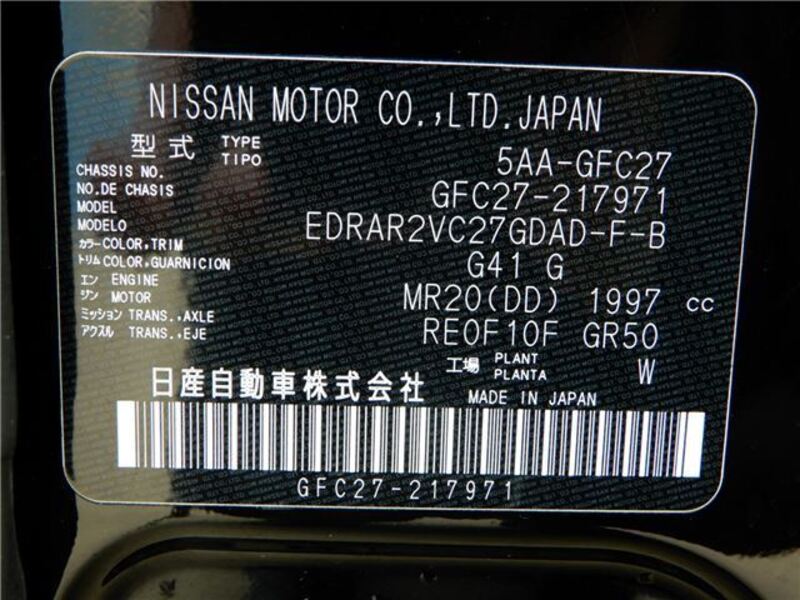 NISSAN MOTOR CO.,LTD.JAPAN
型式 TYPE TIPO 5AA-GFC27
CHASSIS NO.
NO.DE CHASIS GFC27-217971
MODEL
MODELO EDRAR2VC27GDAD-F-B
カラー COLOR,TRIM
トリム COLOR,GUARNICION G41 G
エン ENGINE
ジン MOTOR MR20(DD) 1997 cc
ミッション TRANS.,AXLE
アクスル TRANS.,EJE RE0F10F GR50
工場 PLANT PLANTA W
日産自動車株式会社 MADE IN JAPAN
GFC27-217971